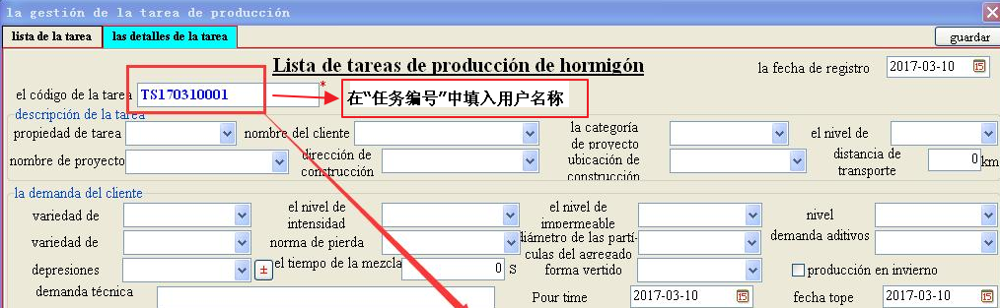 la gestión de la tarea de producción
lista de la tarea
las detalles de la tarea
guardar
Lista de tareas de producción de hormigón
la fecha de registro
2017-03-10
15
el código de la tarea
TS170310001
*
在“任务编号”中填入用户名称
descripción de la tarea
propiedad de tarea
nombre del cliente
la categoría
de proyecto
el nivel de
nombre de proyecto
dirección de
construcción
ubicación de
construcción
distancia de
transporte
0
km
la demanda del cliente
variedad de
el nivel de
intensidad
el nivel de
impermeable
nivel
variedad de
norma de pierda
diámetro de las partí-
culas del agregado
demanda aditivos
depresiones
±
el tiempo de la mezcla
0
S
forma vertido
producción en invierno
demanda técnica
Pour time
2017-03-10
15
fecha tope
2017-03-10
15